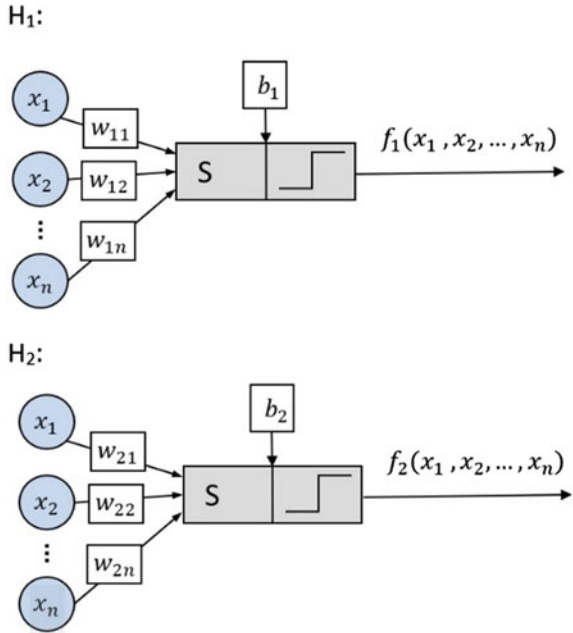 H₁:
x₁
b₁
w₁₁
f₁(x₁ , x₂, ..., xₙ)
S
x₂
w₁₂
⋮
w₁ₙ
xₙ
H₂:
x₁
b₂
w₂₁
f₂(x₁ , x₂, ..., xₙ)
S
x₂
w₂₂
⋮
w₂ₙ
xₙ